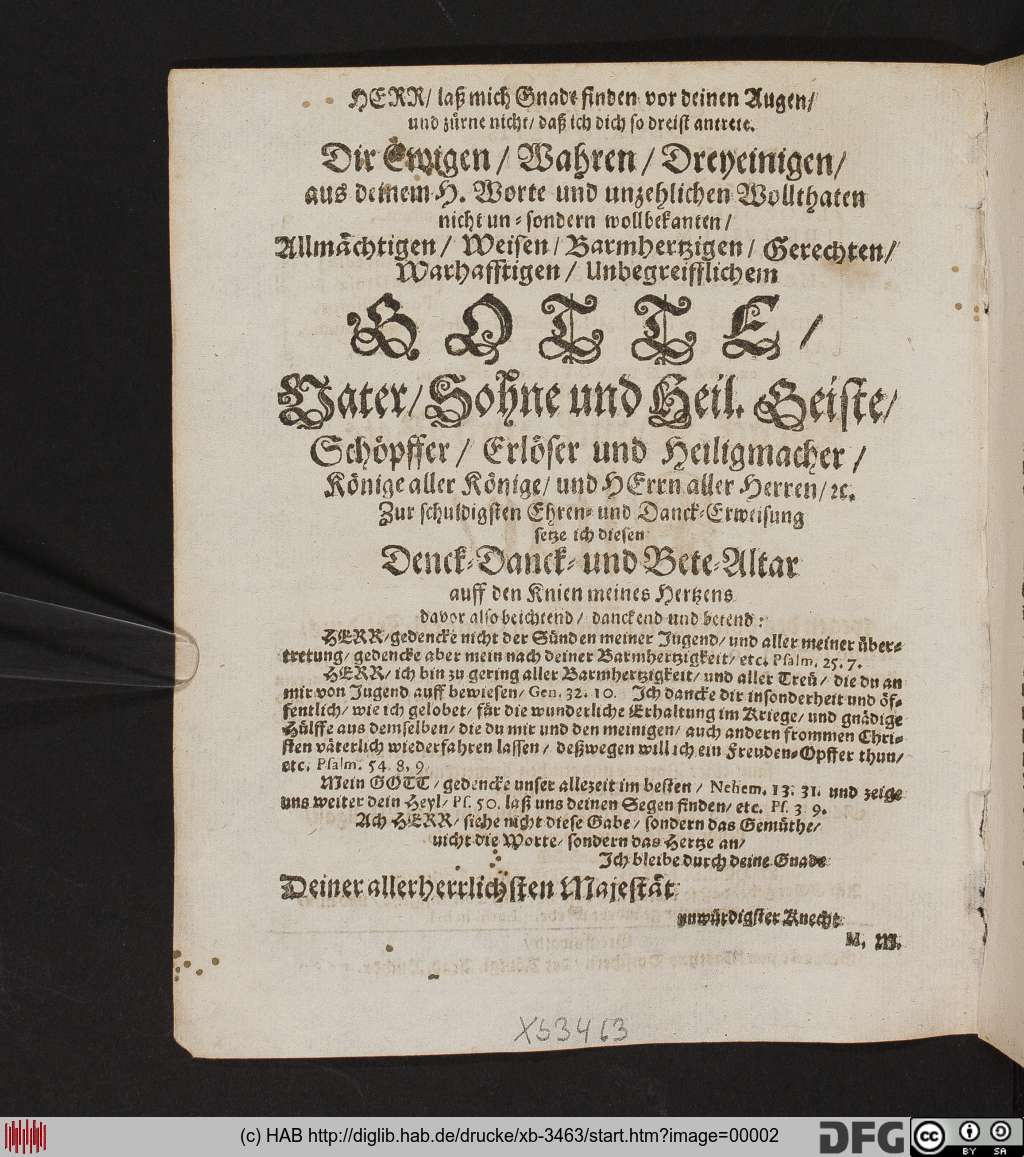 HERR/ laß mich Gnade finden vor deinen Augen/
und zürne nicht/ daß ich dich so dreist antrete.
Dir Ewigen/ Wahren/ Dreyeinigen/
aus deinem H. Worte und unzehlichen Wollthaten
nicht un- sondern wollbekanten/
Allmächtigen/ Weisen/ Barmhertzigen/ Gerechten/
Warhafftigen/ Unbegreifflichem
GOTTE/
Vater/ Sohne und Heil. Geiste/
Schöpffer/ Erlöser und Heiligmacher/
Könige aller Könige/ und HErrn aller Herren/ ꝛc.
Zur schuldigsten Ehren- und Danck-Erweisung
setze ich diesen
Denck-Danck- und Bete-Altar
auff den Knien meines Hertzens
davor also beichtend/ danckend und betend:
HERR/ gedencke nicht der Sünden meiner Jugend/ und aller meiner über-
tretung/ gedencke aber mein nach deiner Barmhertzigkeit/ etc. Psalm. 25. 7.
HERR/ ich bin zu gering aller Barmhertzigkeit/ und aller Treü/ die du an
mir von Jugend auff bewiesen/ Gen. 32. 10. Ich dancke dir insonderheit und öf-
fentlich/ wie ich gelobet/ für die wunderliche Erhaltung im Kriege/ und gnädige
Hülffe aus demselben/ die du mir und den meinigen/ auch andern frommen Chri-
sten väterlich wiederfahren lassen/ deßwegen will ich ein Freuden-Opffer thun/
etc. Psalm. 54. 8. 9.
Mein GOTT/ gedencke unser allezeit im besten/ Nehem. 13. 31. und zeige
uns weiter dein Heyl/ Ps. 50. laß uns deinen Segen finden/ etc. Ps. 3. 9.
Ach HERR/ siehe nicht diese Gabe/ sondern das Gemüthe/
nicht die Worte/ sondern das Hertze an/
Ich bleibe durch deine Gnade
Deiner allerherrlichsten Majestät
unwürdigster Knecht
M. M.
Xb3463
(c) HAB http://diglib.hab.de/drucke/xb-3463/start.htm?image=00002
DFG
cc BY SA